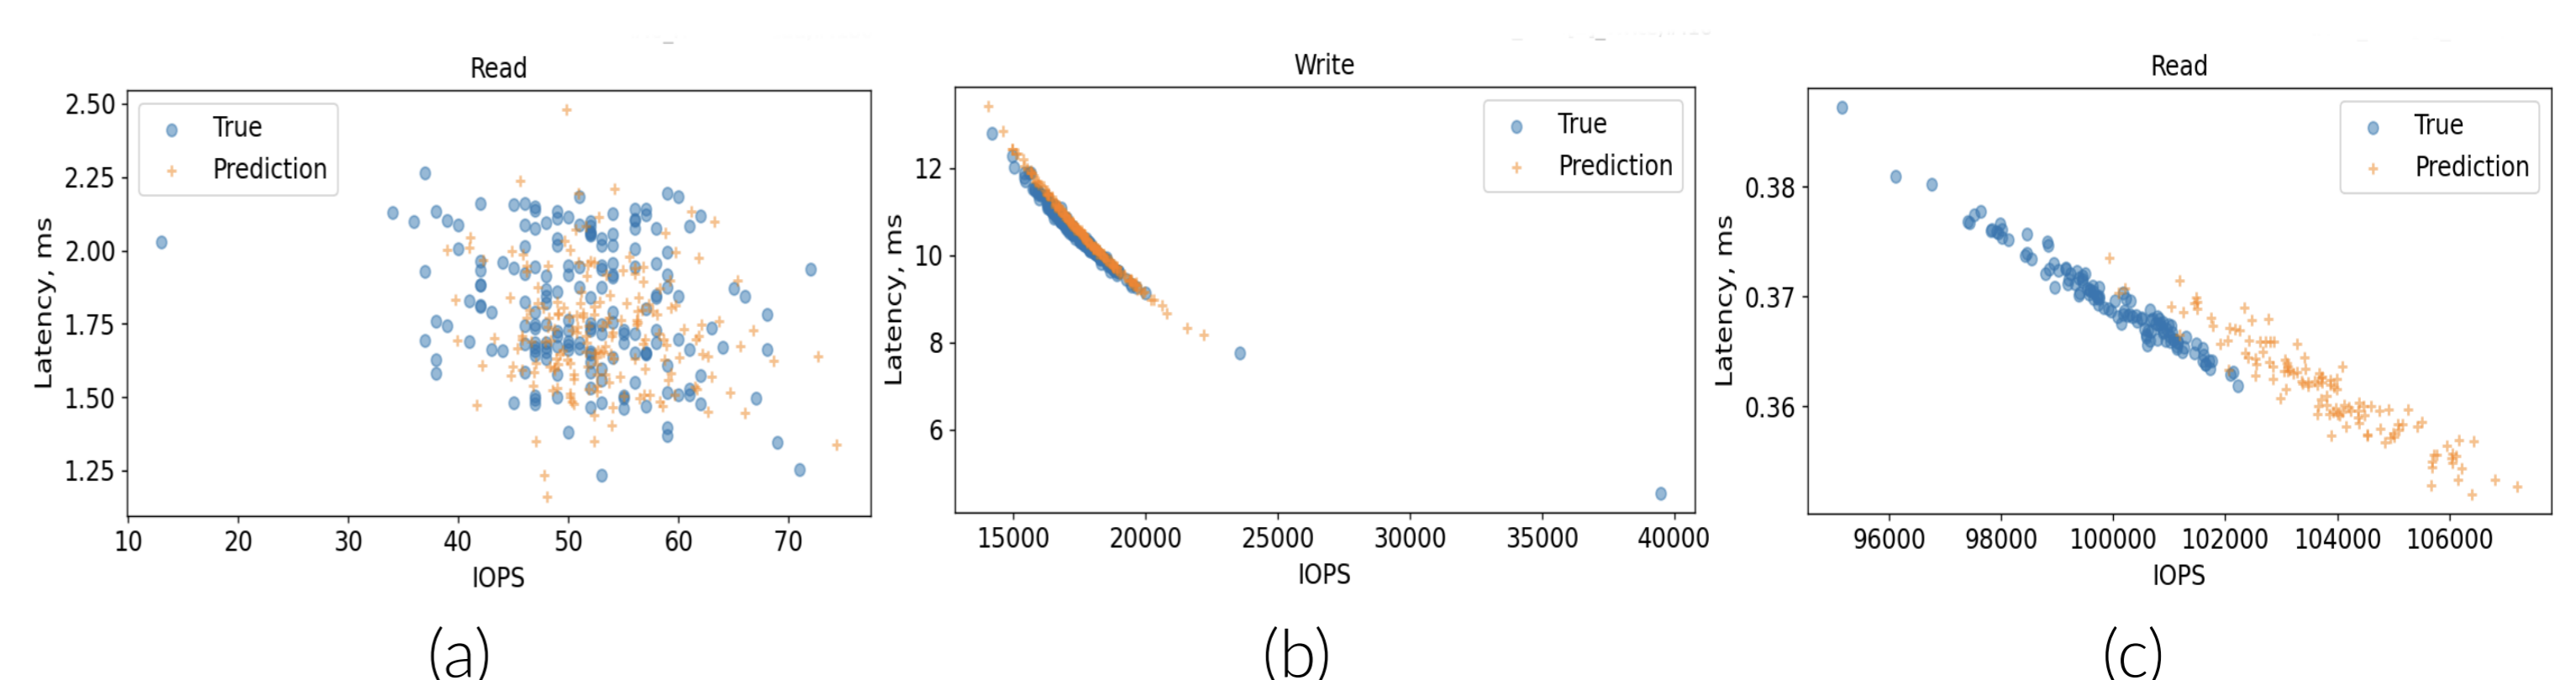 Read
2.50
2.25
2.00
1.75
1.50
1.25
Latency, ms
True
Prediction
10 20 30 40 50 60 70
IOPS
(a)
Write
12
10
8
6
Latency, ms
True
Prediction
15000 20000 25000 30000 35000 40000
IOPS
(b)
Read
0.38
0.37
0.36
Latency, ms
True
Prediction
96000 98000 100000 102000 104000 106000
IOPS
(c)